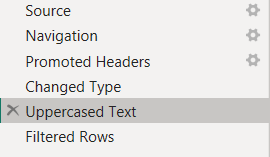 Source
Navigation
Promoted Headers
Changed Type
Uppercased Text
Filtered Rows